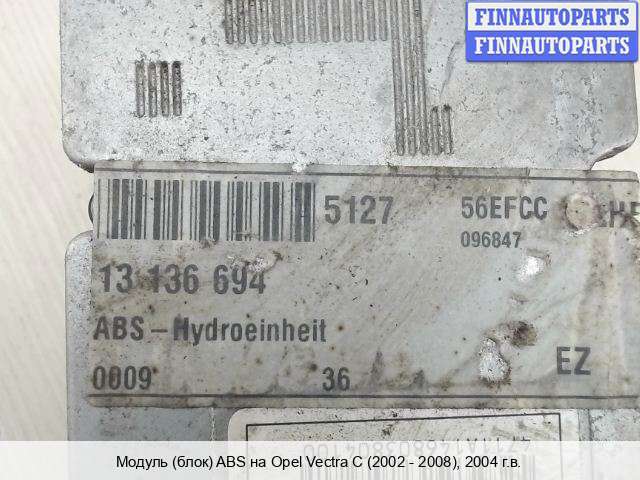 FINNAUTOPARTS
FINNAUTOPARTS
5127 56EFCC
096847
13 136 694
ABS-Hydroeinheit
0009 36 EZ
Модуль (блок) ABS на Opel Vectra C (2002 - 2008), 2004 г.в.